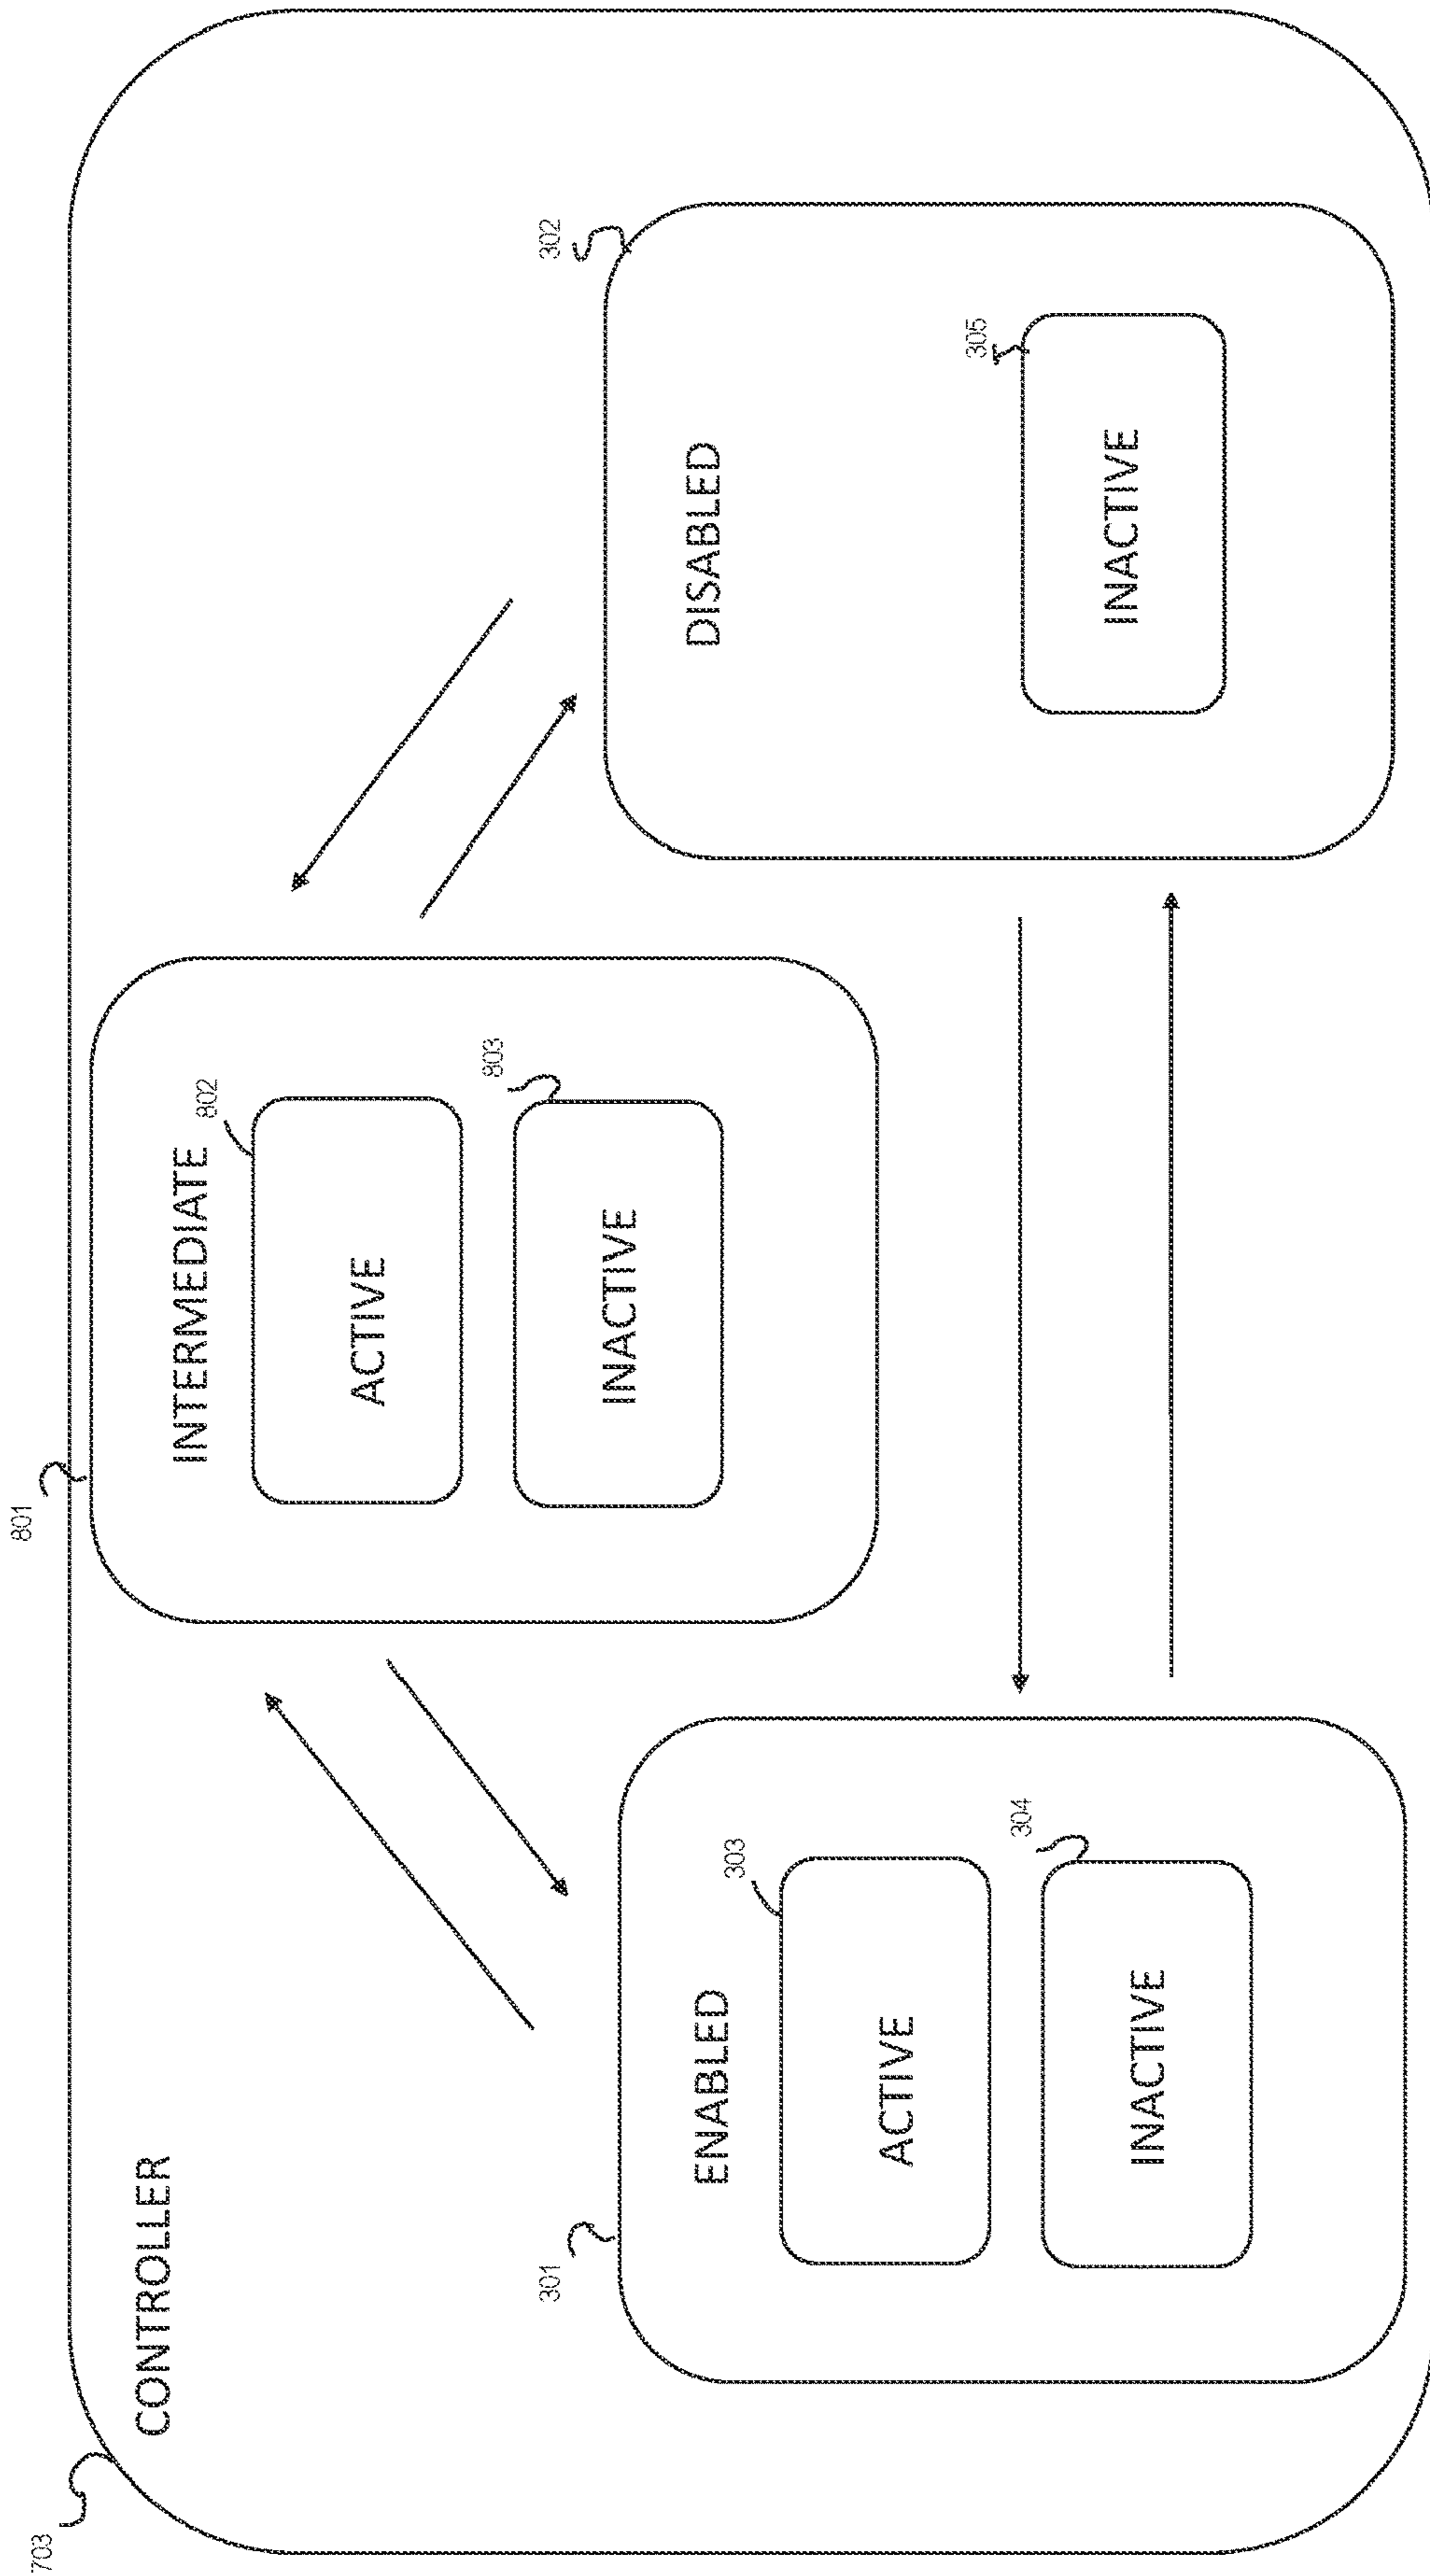 703
CONTROLLER
801
INTERMEDIATE
802
ACTIVE
803
INACTIVE
301
ENABLED
303
ACTIVE
304
INACTIVE
302
DISABLED
305
INACTIVE